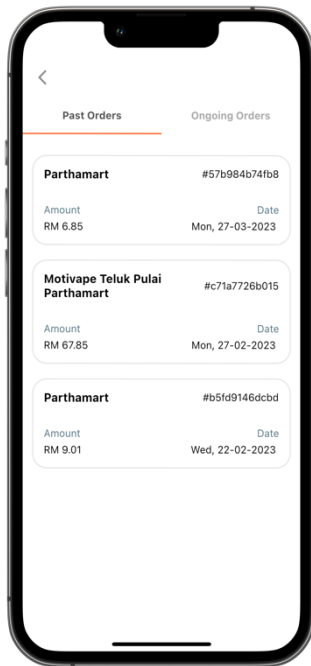 Past Orders Ongoing Orders
Parthamart #57b984b74fb8
Amount Date
RM 6.85 Mon, 27-03-2023
Motivape Teluk Pulai
Parthamart #c71a7726b015
Amount Date
RM 67.85 Mon, 27-02-2023
Parthamart #b5fd9146dcbd
Amount Date
RM 9.01 Wed, 22-02-2023